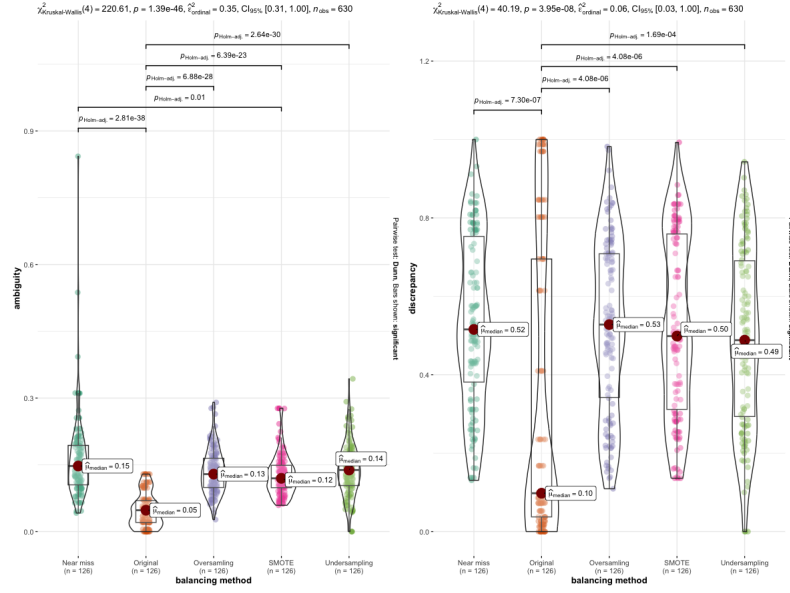 χ²Kruskal−Wallis(4) = 220.61, p = 1.39e−46, ε̂²ordinal = 0.35, CI95% [0.31, 1.00], nobs = 630
pHolm−adj. = 2.64e−30
pHolm−adj. = 6.39e−23
pHolm−adj. = 6.88e−28
pHolm−adj. = 0.01
pHolm−adj. = 2.81e−38
0.9
0.6
0.3
0.0
ambiguity
μ̂median = 0.15
μ̂median = 0.05
μ̂median = 0.13
μ̂median = 0.12
μ̂median = 0.14
Near miss
(n = 126)
Original
(n = 126)
Oversamling
(n = 126)
SMOTE
(n = 126)
Undersampling
(n = 126)
balancing method
Pairwise test: Dunn, Bars shown: significant
χ²Kruskal−Wallis(4) = 40.19, p = 3.95e−08, ε̂²ordinal = 0.06, CI95% [0.03, 1.00], nobs = 630
pHolm−adj. = 1.69e−04
pHolm−adj. = 4.08e−06
pHolm−adj. = 4.08e−06
pHolm−adj. = 7.30e−07
1.2
0.8
0.4
0.0
discrepancy
μ̂median = 0.52
μ̂median = 0.10
μ̂median = 0.53
μ̂median = 0.50
μ̂median = 0.49
Near miss
(n = 126)
Original
(n = 126)
Oversamling
(n = 126)
SMOTE
(n = 126)
Undersampling
(n = 126)
balancing method